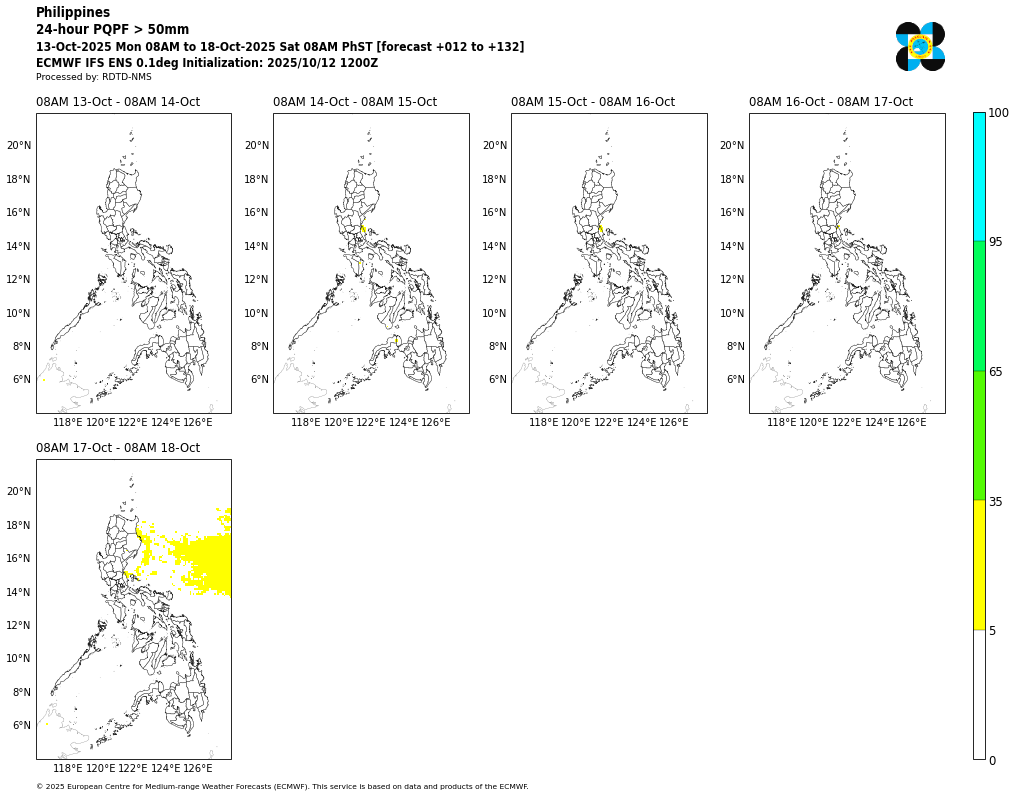 Philippines
24-hour PQPF > 50mm
13-Oct-2025 Mon 08AM to 18-Oct-2025 Sat 08AM PhST [forecast +012 to +132]
ECMWF IFS ENS 0.1deg Initialization: 2025/10/12 1200Z
Processed by: RDTD-NMS
08AM 13-Oct - 08AM 14-Oct
20°N
18°N
16°N
14°N
12°N
10°N
8°N
6°N
118°E 120°E 122°E 124°E 126°E
08AM 14-Oct - 08AM 15-Oct
20°N
18°N
16°N
14°N
12°N
10°N
8°N
6°N
118°E 120°E 122°E 124°E 126°E
08AM 15-Oct - 08AM 16-Oct
20°N
18°N
16°N
14°N
12°N
10°N
8°N
6°N
118°E 120°E 122°E 124°E 126°E
08AM 16-Oct - 08AM 17-Oct
20°N
18°N
16°N
14°N
12°N
10°N
8°N
6°N
118°E 120°E 122°E 124°E 126°E
100
95
65
35
5
0
08AM 17-Oct - 08AM 18-Oct
20°N
18°N
16°N
14°N
12°N
10°N
8°N
6°N
118°E 120°E 122°E 124°E 126°E
© 2025 European Centre for Medium-range Weather Forecasts (ECMWF). This service is based on data and products of the ECMWF.